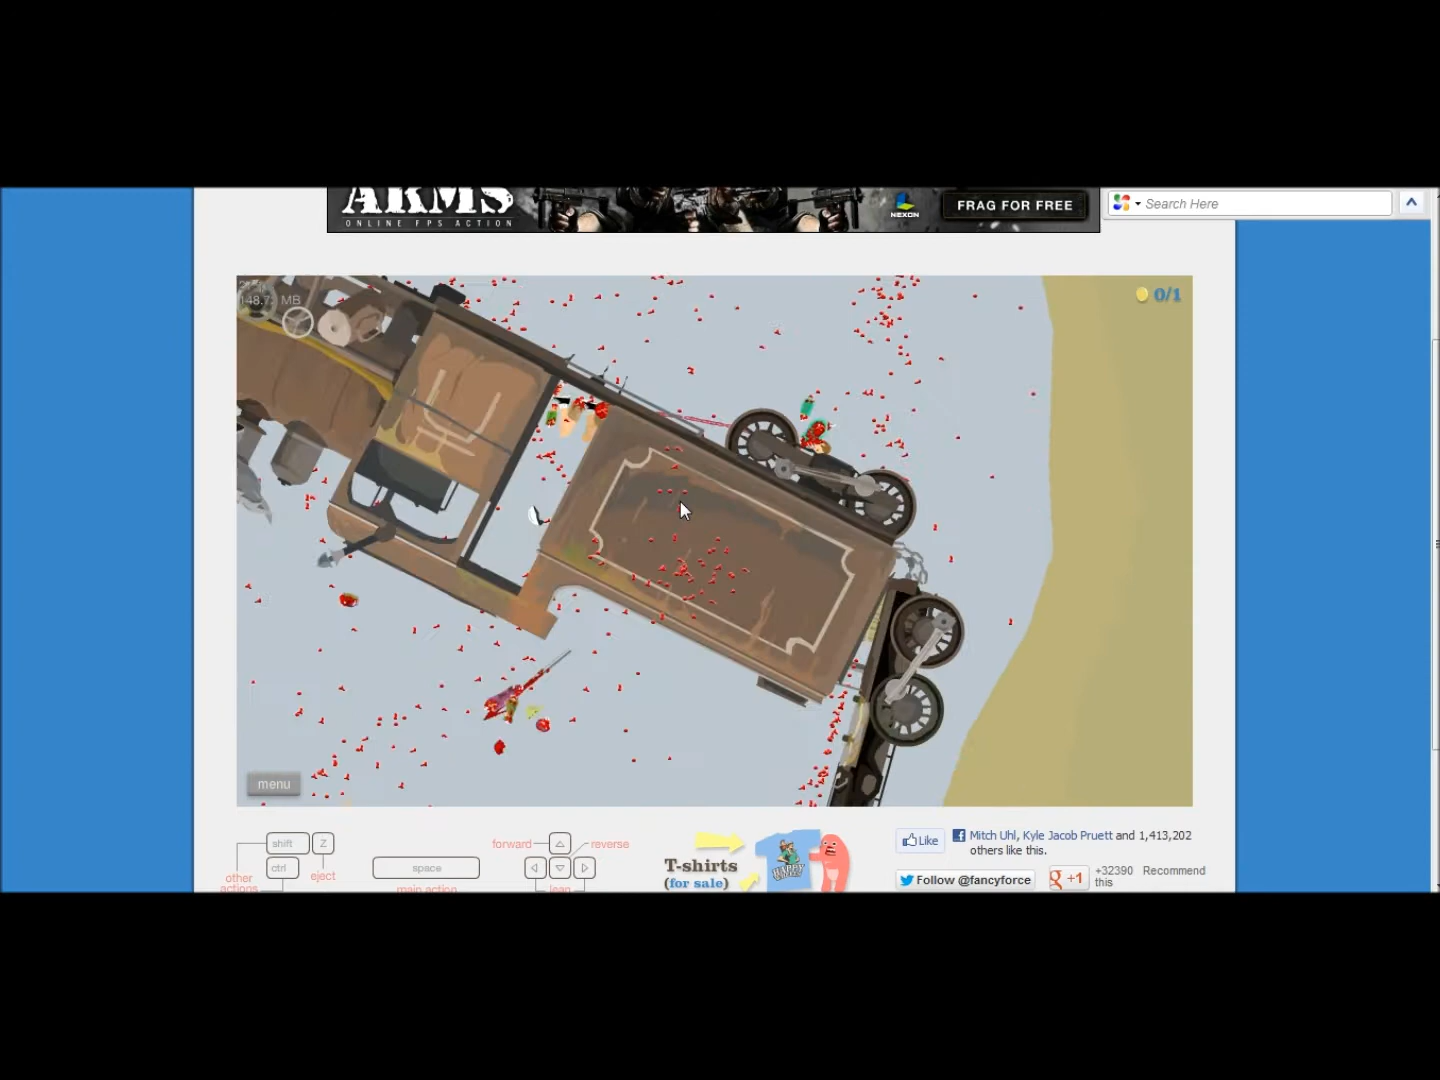 ARMS
ONLINE FPS ACTION
NEXON
FRAG FOR FREE
Search Here
148.7 MB
0/1
menu
shift
Z
ctrl
eject
other
actions
space
main action
forward
reverse
lean
T-shirts
(for sale)
HAPPY
Like
Mitch Uhl, Kyle Jacob Pruett and 1,413,202
others like this.
Follow @fancyforce
+1
+32390 Recommend
this